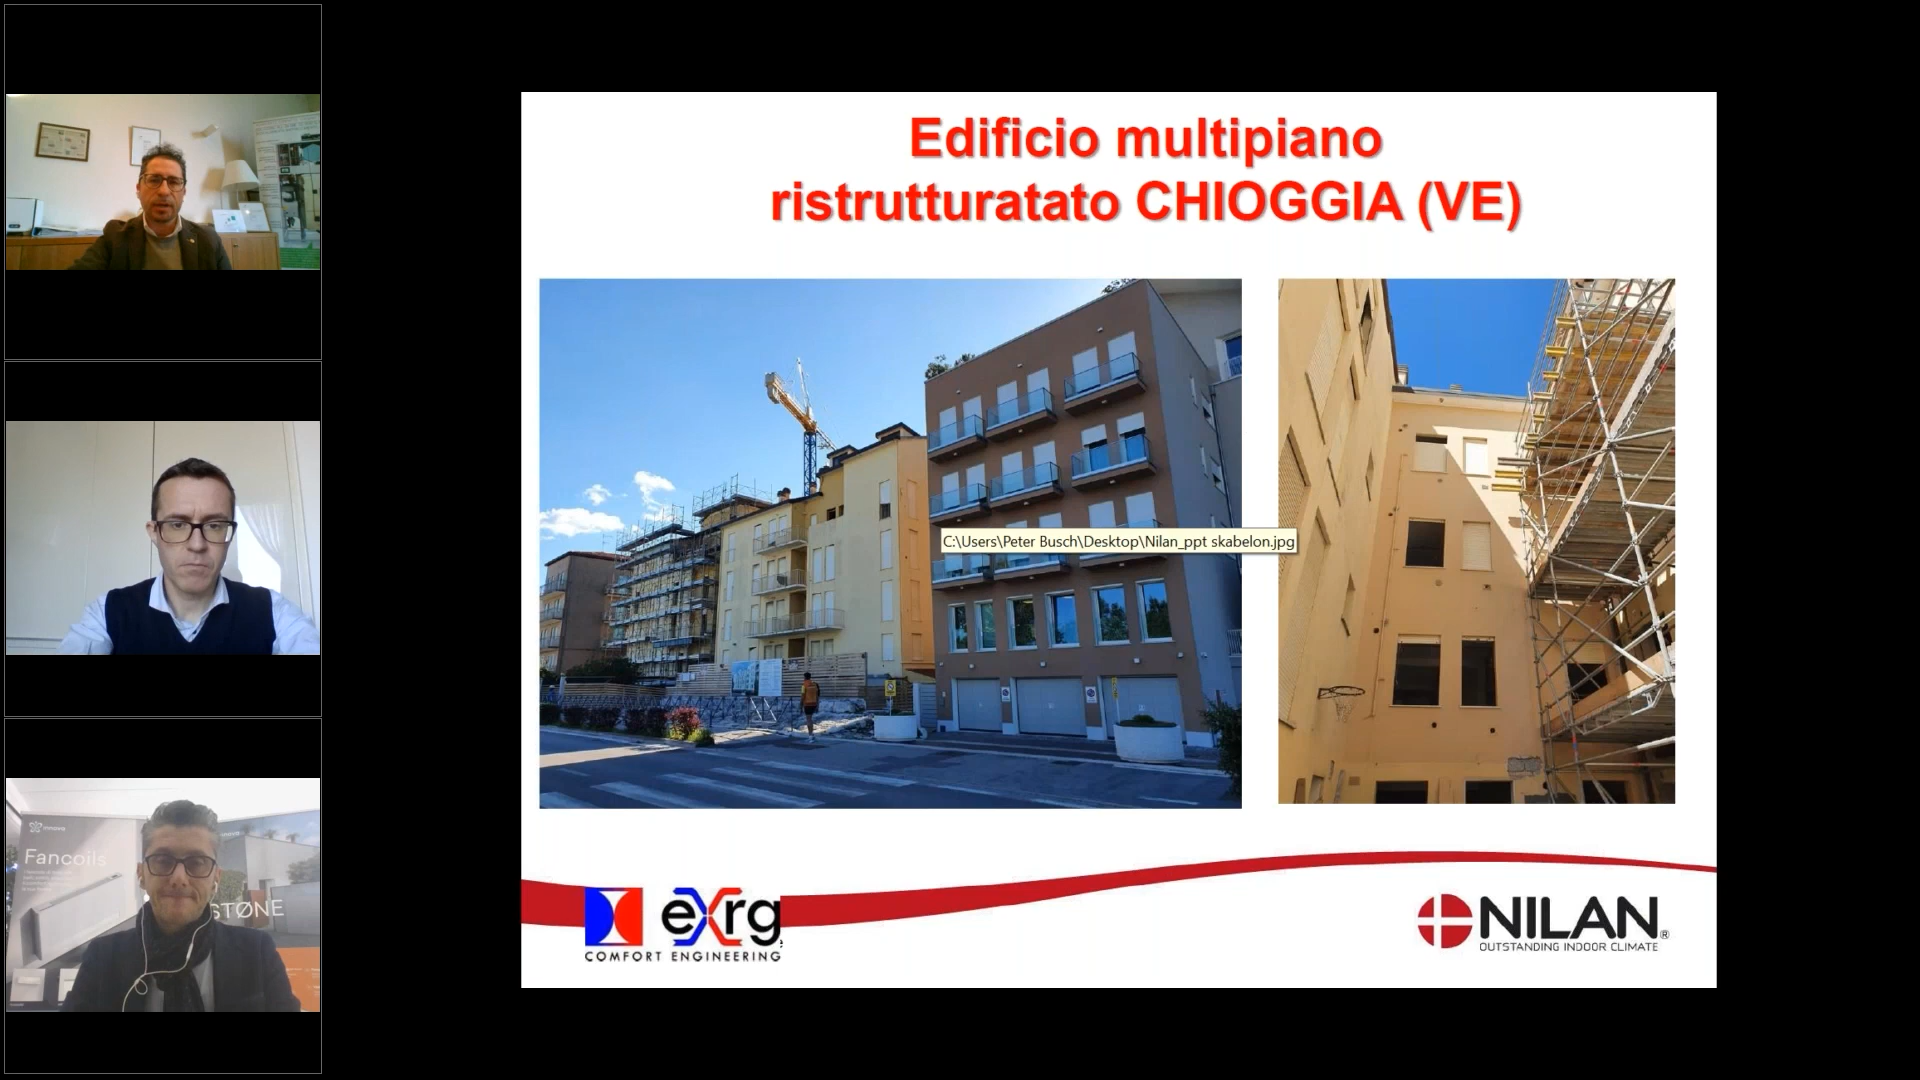 Edificio multipiano
ristrutturatato CHIOGGIA (VE)
C:\Users\Peter Busch\Desktop\Nilan_ppt skabelon.jpg
exrg
COMFORT ENGINEERING
NILAN®
OUTSTANDING INDOOR CLIMATE
innova
Fancoils
STØNE